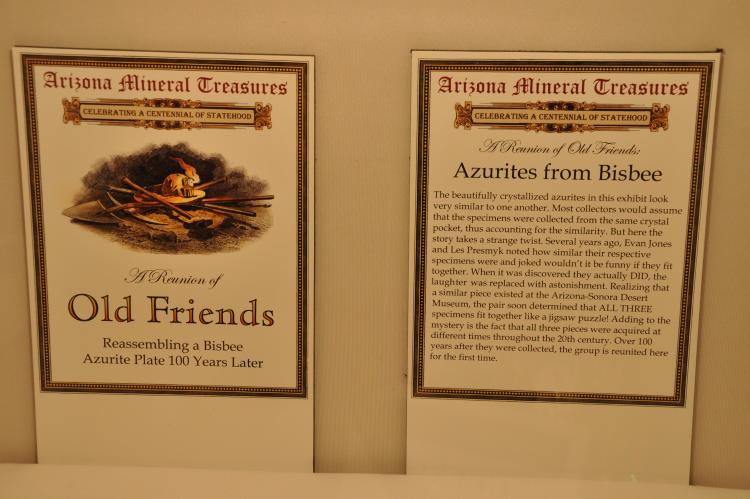 Arizona Mineral Treasures
CELEBRATING A CENTENNIAL OF STATEHOOD
A Reunion of
Old Friends
Reassembling a Bisbee
Azurite Plate 100 Years Later
Arizona Mineral Treasures
CELEBRATING A CENTENNIAL OF STATEHOOD
A Reunion of Old Friends:
Azurites from Bisbee
The beautifully crystallized azurites in this exhibit look
very similar to one another. Most collectors would assume
that the specimens were collected from the same crystal
pocket, thus accounting for the similarity. But here the
story takes a strange twist. Several years ago, Evan Jones
and Les Presmyk noted how similar their respective
specimens were and joked wouldn't it be funny if they fit
together. When it was discovered they actually DID, the
laughter was replaced with astonishment. Realizing that
a similar piece existed at the Arizona-Sonora Desert
Museum, the pair soon determined that ALL THREE
specimens fit together like a jigsaw puzzle! Adding to the
mystery is the fact that all three pieces were acquired at
different times throughout the 20th century. Over 100
years after they were collected, the group is reunited here
for the first time.